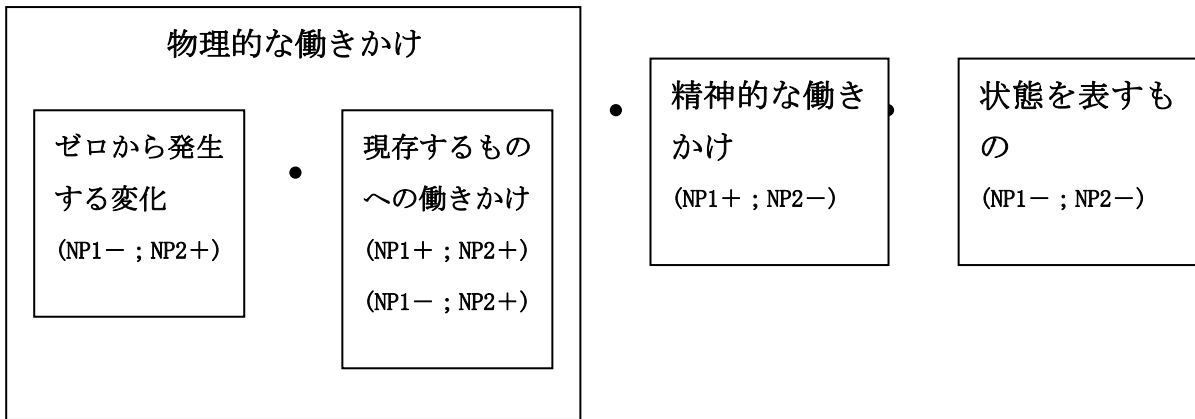 物理的な働きかけ
ゼロから発生
する変化
(NP1－；NP2＋)
・
現存するもの
への働きかけ
(NP1＋；NP2＋)
(NP1－；NP2＋)
・
精神的な働き
かけ
(NP1＋；NP2－)
・
状態を表すも
の
(NP1－；NP2－)